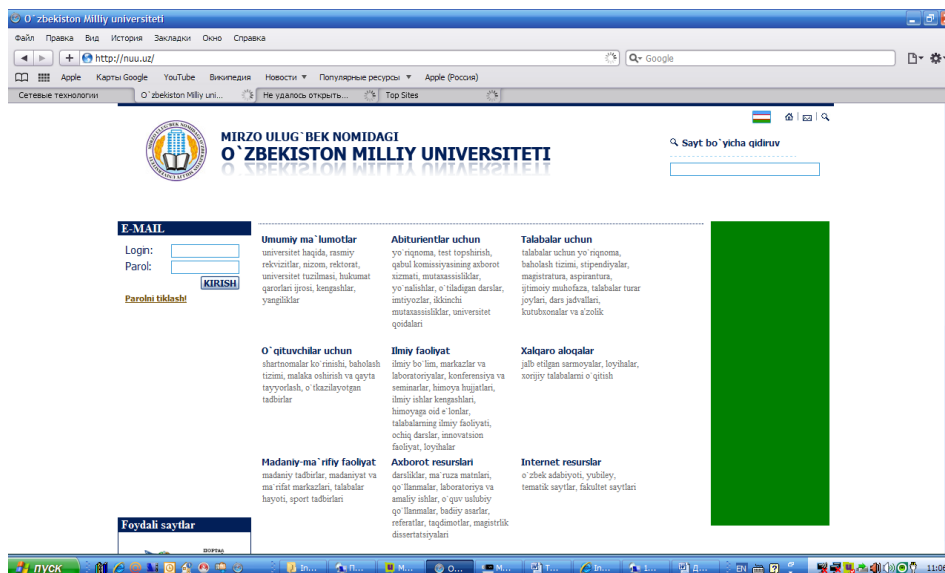 O`zbekiston Milliy universiteti
Файл Правка Вид История Закладки Окно Справка
http://nuu.uz/
Google
Apple Карты Google YouTube Википедия Новости Популярные ресурсы Apple (Россия)
Сетевые технологии O`zbekiston Milly uni... Не удалось открыть... Top Sites
MIRZO ULUG`BEK NOMIDAGI
O`ZBEKISTON MILLIY UNIVERSITETI
Sayt bo`yicha qidiruv
E-MAIL
Login:
Parol:
KIRISH
Parolni tiklash!
Umumiy ma`lumotlar
universitet haqida, rasmiy
rekvizitlar, nizom, rektorat,
universitet tuzilmasi, hukumat
qarorlari ijrosi, kengashlar,
yangiliklar
Abiturientlar uchun
yo`riqnoma, test topshirish,
qabul komissiyasining axborot
xizmati, mutaxassisliklar,
yo`nalishlar, o`tiladigan darslar,
imtiyozlar, ikkinchi
mutaxassisliklar, universitet
qoidalari
Talabalar uchun
talabalar uchun yo`riqnoma,
baholash tizimi, stipendiyalar,
magistratura, aspirantura,
ijtimoiy muhofaza, talabalar turar
joylari, dars jadvallari,
kutubxonalar va a'zolik
O`qituvchilar uchun
shartnomalar ko`rinishi, baholash
tizimi, malaka oshirish va qayta
tayyorlash, o`tkazilayotgan
tadbirlar
Ilmiy faoliyat
ilmiy bo`lim, markazlar va
laboratoriyalar, konferensiya va
seminarlar, himoya hujjatlari,
ilmiy ishlar kengashlari,
himoyaga oid e`lonlar,
talabalarning ilmiy faoliyati,
ochiq darslar, innovatsion
faoliyat, loyihalar
Xalqaro aloqalar
jalb etilgan sarmoyalar, loyihalar,
xorijiy talabalarni o`qitish
Madaniy-ma`rifiy faoliyat
madaniy tadbirlar, madaniyat va
ma`rifat markazlari, talabalar
hayoti, sport tadbirlari
Axborot resurslari
darsliklar, ma`ruza matnlari,
qo`llanmalar, laboratoriya va
amaliy ishlar, o`quv uslubiy
qo`llanmalar, badiiy asarlar,
referatlar, taqdimotlar, magistrlik
dissertatsiyalari
Internet resurslar
o`zbek adabiyoti, yubiley,
tematik saytlar, fakultet saytlari
Foydali saytlar
пуск In... П... М... O... М... Т... In... 1... Д... EN 11:06